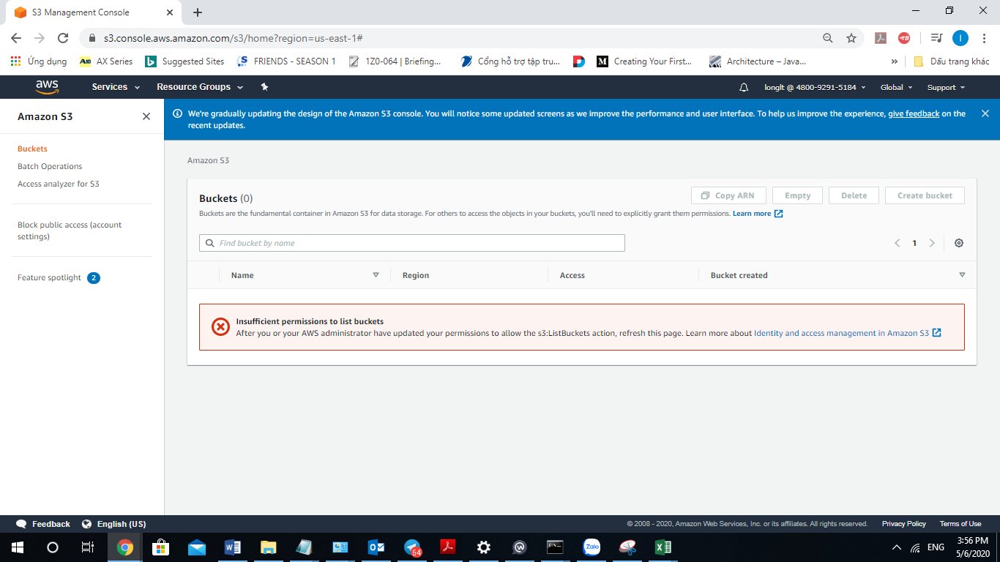 S3 Management Console
s3.console.aws.amazon.com/s3/home?region=us-east-1#
Ứng dụng
AX Series
Suggested Sites
FRIENDS - SEASON 1
1Z0-064 | Briefing...
Cổng hỗ trợ tập tru...
Creating Your First...
Architecture – Java...
»
Dấu trang khác
aws
Services
Resource Groups
longlt @ 4800-9291-5184
Global
Support
Amazon S3
Buckets
Batch Operations
Access analyzer for S3
Block public access (account
settings)
Feature spotlight 2
We're gradually updating the design of the Amazon S3 console. You will notice some updated screens as we improve the performance and user interface. To help us improve the experience, give feedback on the
recent updates.
Amazon S3
Buckets (0)
Copy ARN
Empty
Delete
Create bucket
Buckets are the fundamental container in Amazon S3 for data storage. For others to access the objects in your buckets, you'll need to explicitly grant them permissions. Learn more
Find bucket by name
1
Name
Region
Access
Bucket created
Insufficient permissions to list buckets
After you or your AWS administrator have updated your permissions to allow the s3:ListBuckets action, refresh this page. Learn more about Identity and access management in Amazon S3
Feedback
English (US)
© 2008 - 2020, Amazon Web Services, Inc. or its affiliates. All rights reserved.
Privacy Policy
Terms of Use
64
Zalo
ENG
3:56 PM
5/6/2020